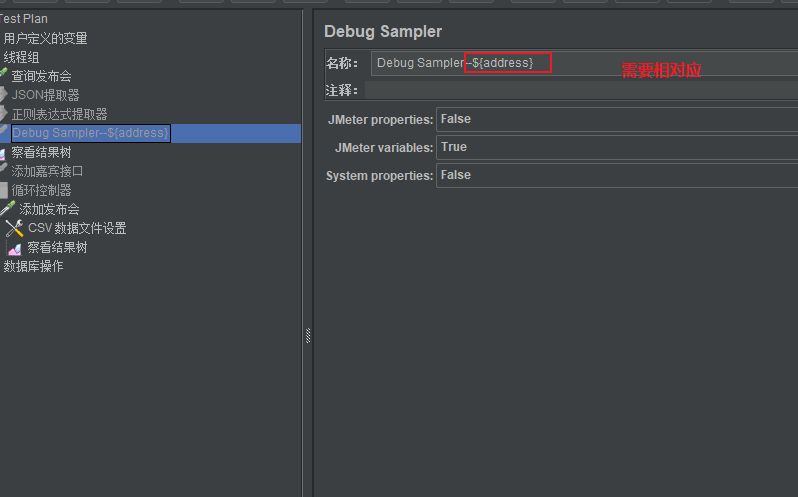 Test Plan
用户定义的变量
线程组
查询发布会
JSON提取器
正则表达式提取器
Debug Sampler--${address}
察看结果树
添加嘉宾接口
循环控制器
添加发布会
CSV 数据文件设置
察看结果树
数据库操作
Debug Sampler
名称： Debug Sampler--${address}
需要相对应
注释：
JMeter properties: False
JMeter variables: True
System properties: False